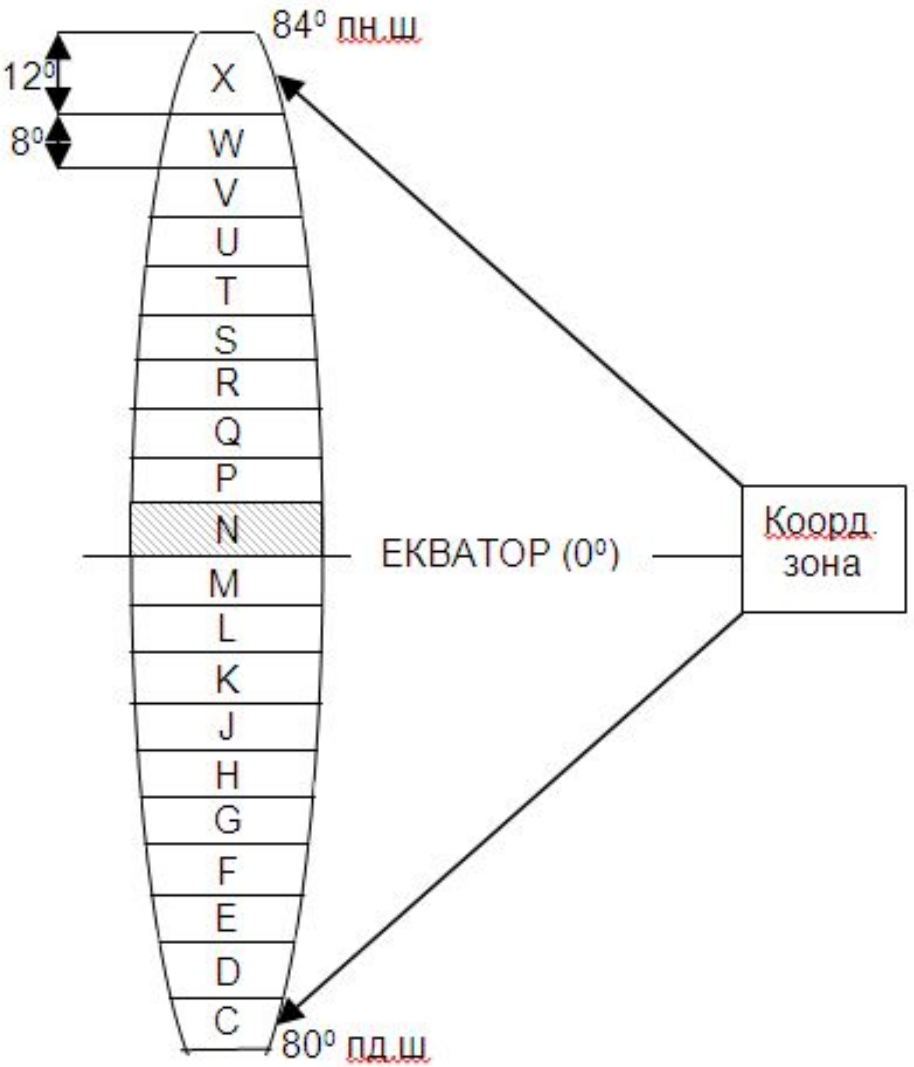 84⁰ пн.ш
12⁰
X
8⁰
W
V
U
T
S
R
Q
P
N
ЕКВАТОР (0⁰)
Коорд.
зона
M
L
K
J
H
G
F
E
D
C
80⁰ пд.ш